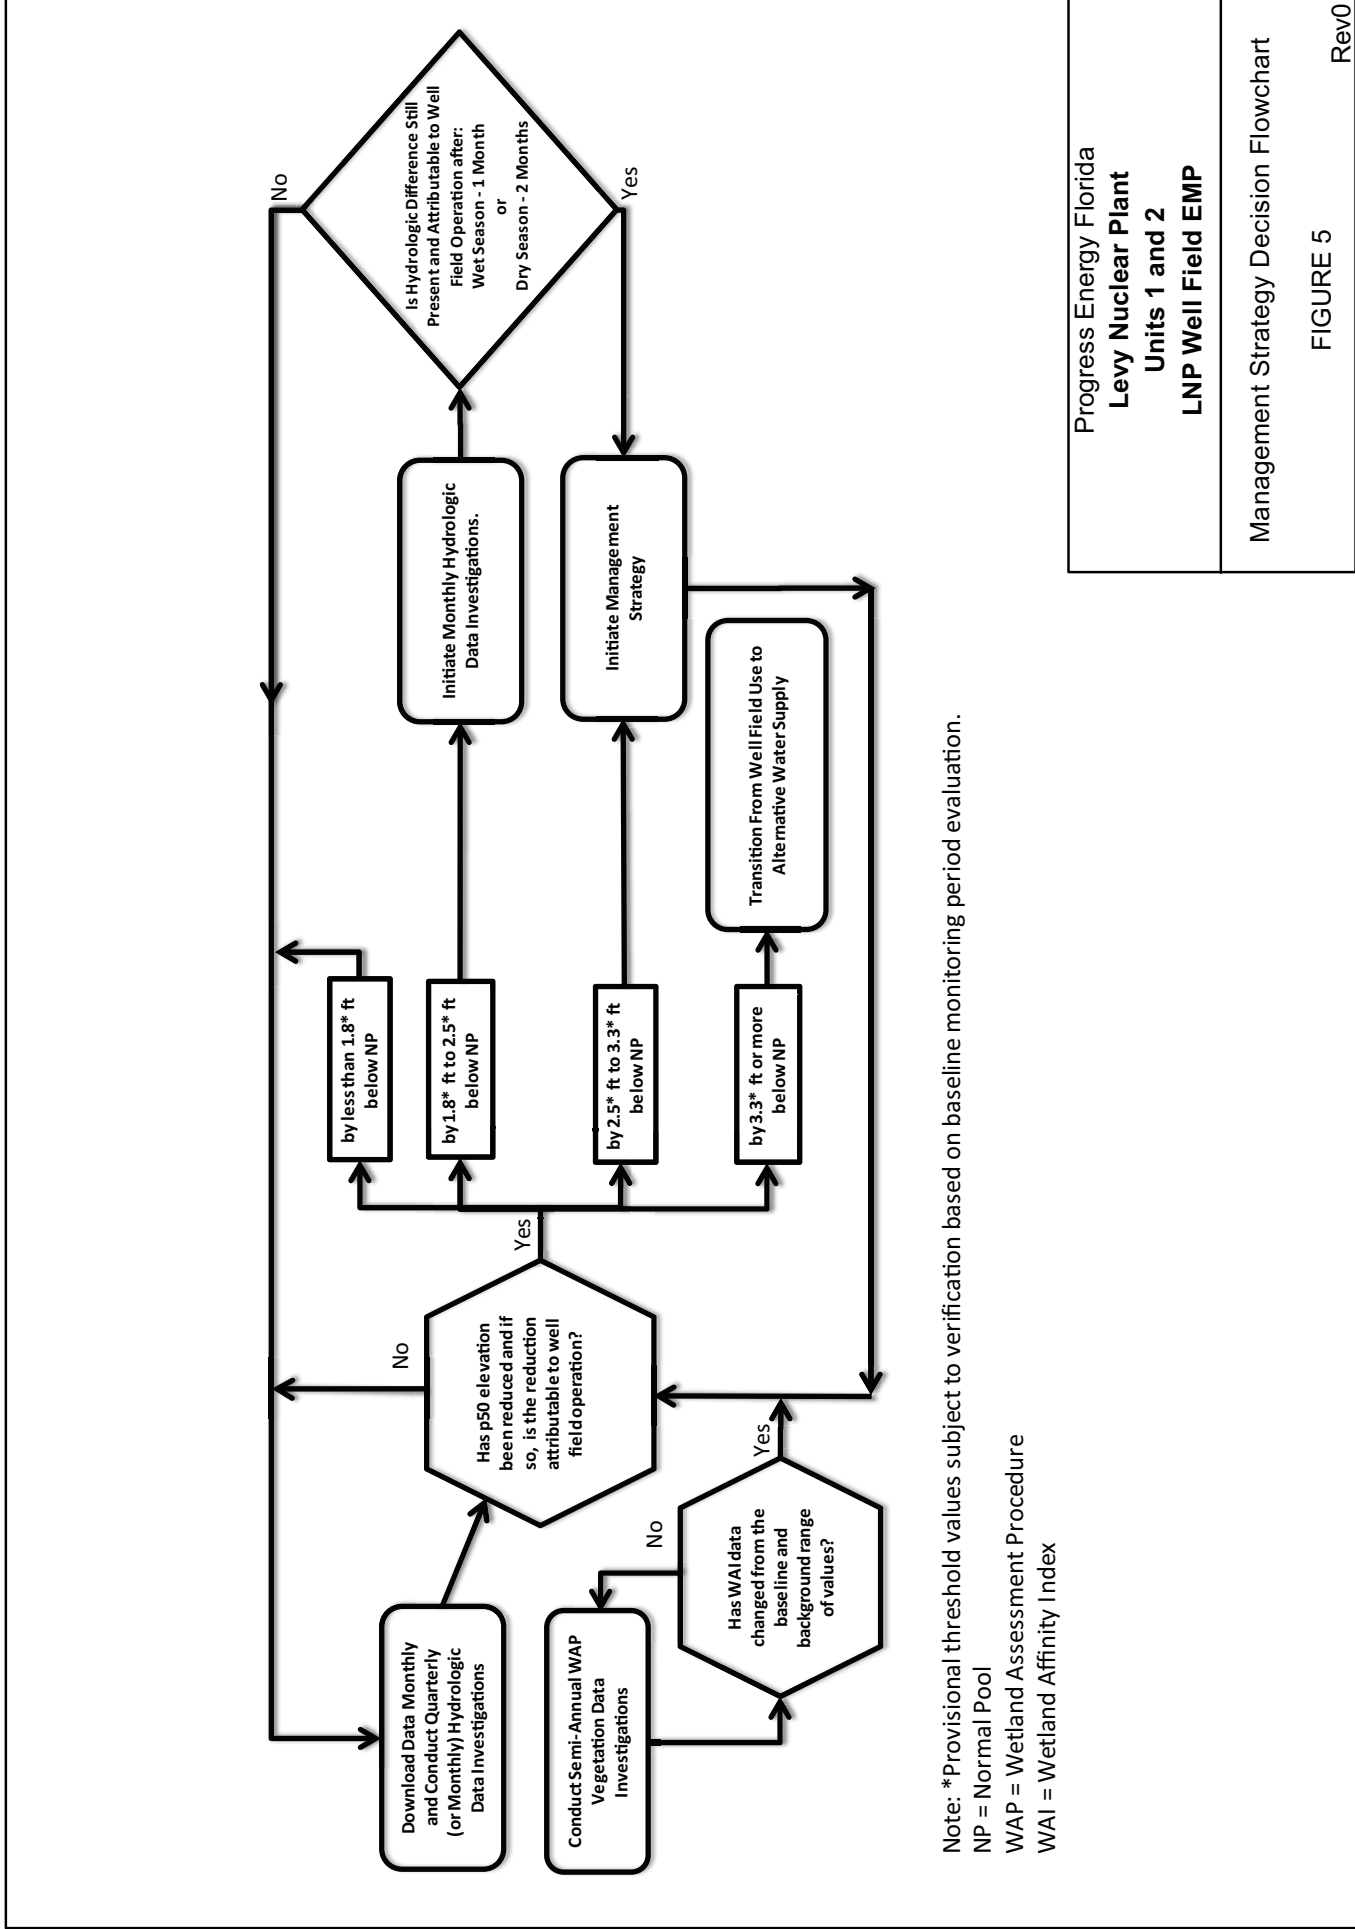 Download Data Monthly
and Conduct Quarterly
(or Monthly) Hydrologic
Data Investigations
Conduct Semi-Annual WAP
Vegetation Data
Investigations
Has p50 elevation
been reduced and if
so, is the reduction
attributable to well
field operation?
No
Yes
Has WAI data
changed from the
baseline and
background range
of values?
No
Yes
by less than 1.8* ft
below NP
by 1.8* ft to 2.5* ft
below NP
by 2.5* ft to 3.3* ft
below NP
by 3.3* ft or more
below NP
Initiate Monthly Hydrologic
Data Investigations.
Initiate Management
Strategy
Transition From Well Field Use to
Alternative Water Supply
Is Hydrologic Difference Still
Present and Attributable to Well
Field Operation after:
Wet Season - 1 Month
or
Dry Season - 2 Months
No
Yes
Note: *Provisional threshold values subject to verification based on baseline monitoring period evaluation.
NP = Normal Pool
WAP = Wetland Assessment Procedure
WAI = Wetland Affinity Index
Progress Energy Florida
Levy Nuclear Plant
Units 1 and 2
LNP Well Field EMP
Management Strategy Decision Flowchart
FIGURE 5
Rev0